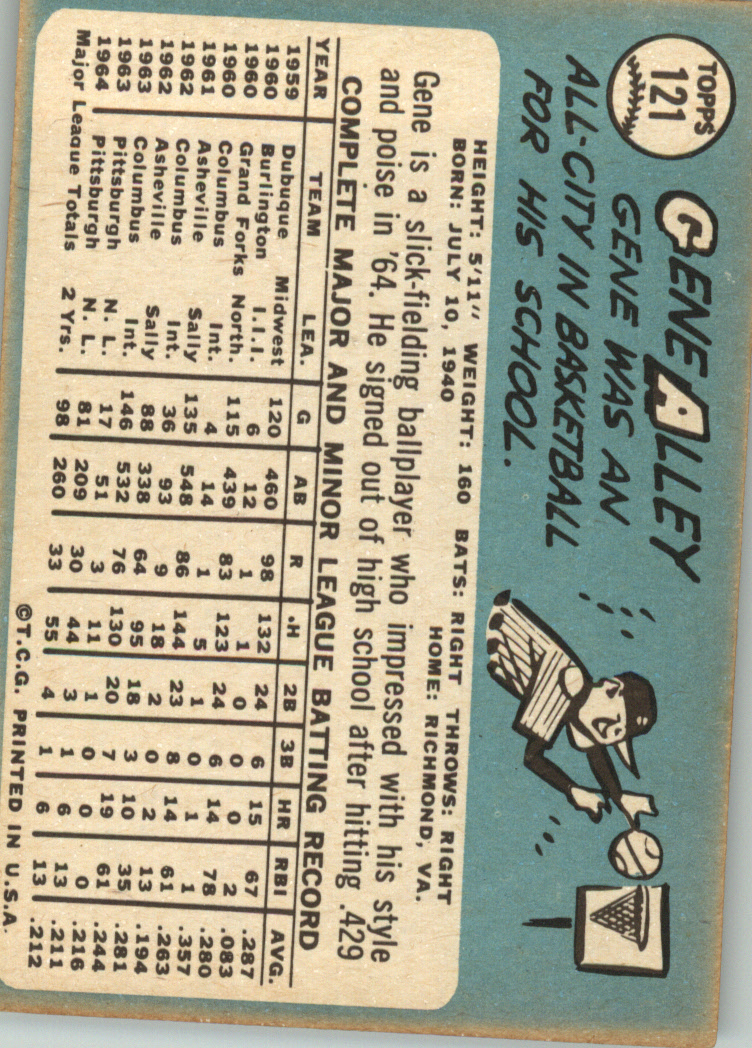 TOPPS
121
GENE ALLEY
GENE WAS AN
ALL-CITY IN BASKETBALL
FOR HIS SCHOOL.
HEIGHT: 5'11" WEIGHT: 160 BATS: RIGHT THROWS: RIGHT
BORN: JULY 10, 1940 HOME: RICHMOND, VA.
Gene is a slick-fielding ballplayer who impressed with his style
and poise in '64. He signed out of high school after hitting .429
COMPLETE MAJOR AND MINOR LEAGUE BATTING RECORD
YEAR TEAM LEA. G AB R H 2B 3B HR RBI AVG.
1959 Dubuque Midwest 120 460 98 132 24 6 15 67 .287
1960 Burlington I.I.I. 6 12 1 1 0 0 0 2 .083
1960 Grand Forks North. 115 439 83 123 24 6 14 78 .280
1960 Columbus Int. 4 14 1 5 1 0 1 1 .357
1961 Asheville Sally 135 548 86 144 23 8 14 61 .263
1962 Columbus Int. 36 93 9 18 2 0 2 13 .194
1962 Asheville Sally 88 338 64 95 18 3 10 35 .281
1963 Columbus Int. 146 532 76 130 20 7 19 61 .244
1963 Pittsburgh N. L. 17 51 3 11 1 0 0 0 .216
1964 Pittsburgh N. L. 81 209 30 44 3 1 6 13 .211
Major League Totals 2 Yrs. 98 260 33 55 4 1 6 13 .212
©T.C.G. PRINTED IN U.S.A.